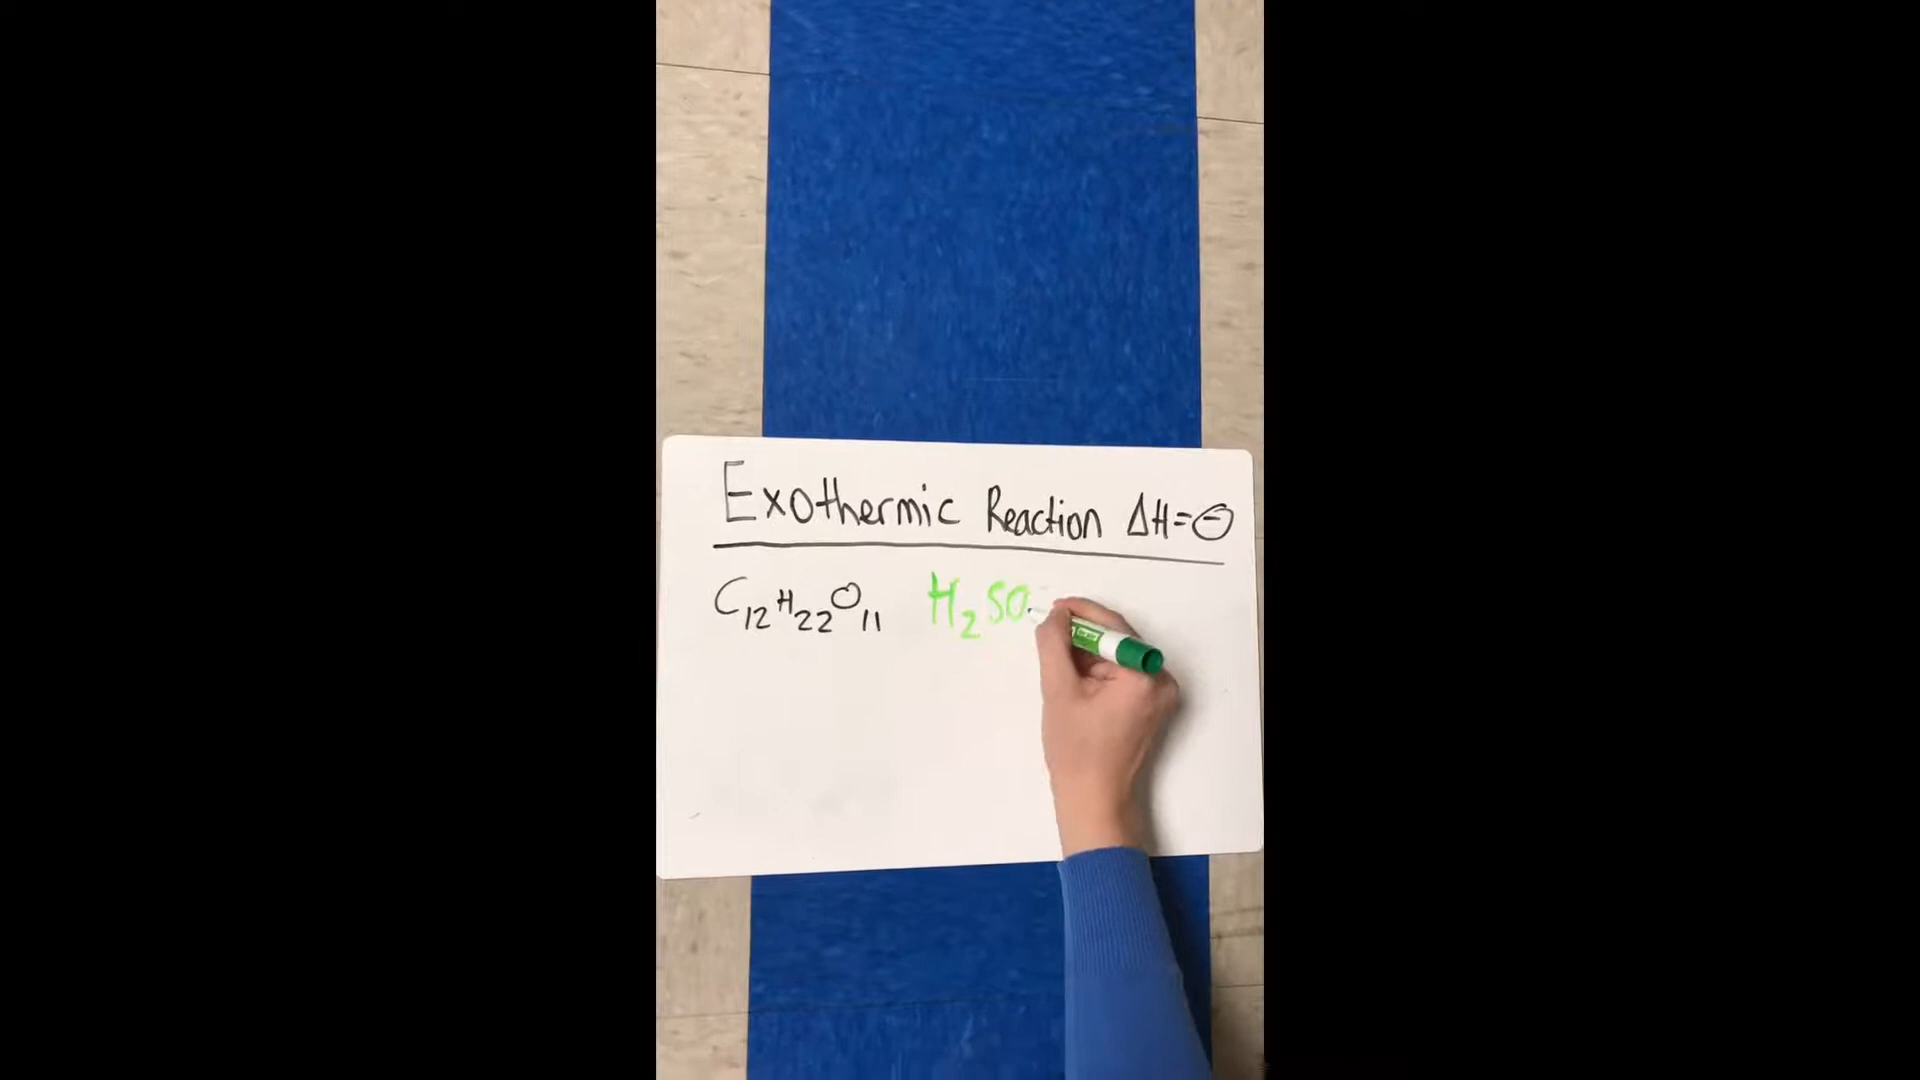 Exothermic Reaction ΔH=⊖
C₁₂H₂₂O₁₁ H₂SO